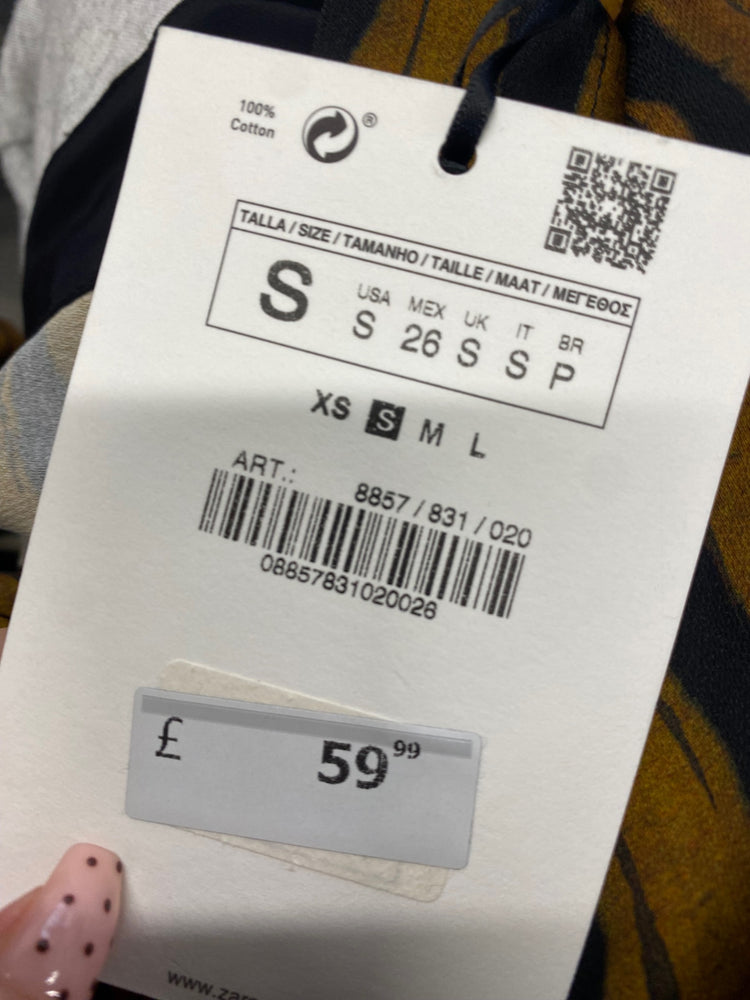 100%
Cotton
®
TALLA / SIZE / TAMANHO / TAILLE / MAAT / ΜΕΓΕΘΟΣ
S
USA MEX UK IT BR
S 26 S S P
XS S M L
ART.: 8857 / 831 / 020
08857831020026
£ 59 99